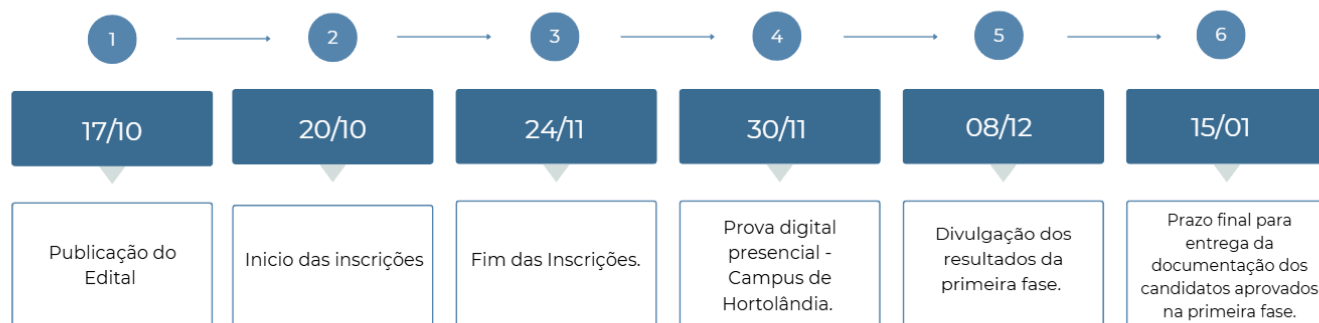 1
2
3
4
5
6
17/10
20/10
24/11
30/11
08/12
15/01
Publicação do
Edital
Inicio das inscrições
Fim das Inscrições.
Prova digital
presencial -
Campus de
Hortolândia.
Divulgação dos
resultados da
primeira fase.
Prazo final para
entrega da
documentação dos
candidatos aprovados
na primeira fase.